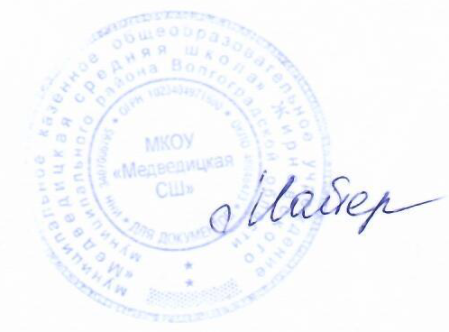 муниципальное казенное общеобразовательное учреждение
«Медведицкая средняя школа» Жирновского
муниципального района Волгоградской области
МКОУ
«Медведицкая
СШ»
Майер